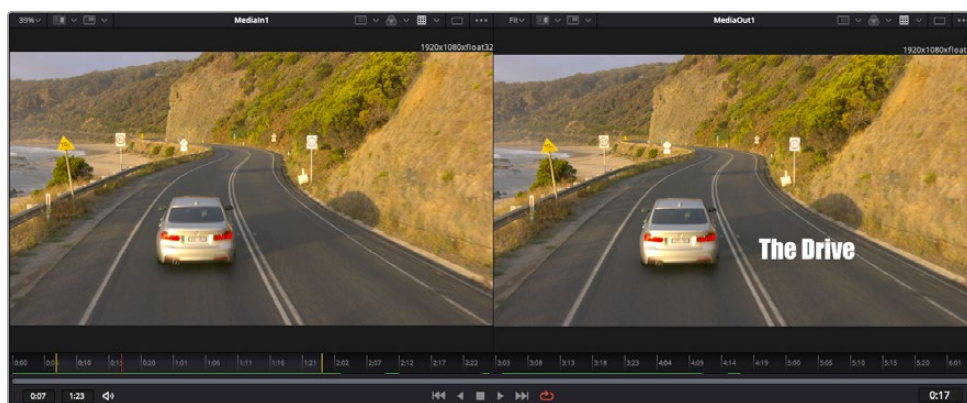 39%
MediaIn1
Fit
MediaOut1
1920x1080xfloat32
1920x1080xfloat
The Drive
0:00 0:10 0:20 1:01 1:06 1:11 1:16 1:21 2:02 2:07 2:12 2:17 2:22 3:03 3:08 3:13 3:18 3:23 4:04 4:09 4:14 4:19 5:00 5:05 5:10 5:15 5:20 6:01
0:07 1:23 0:17